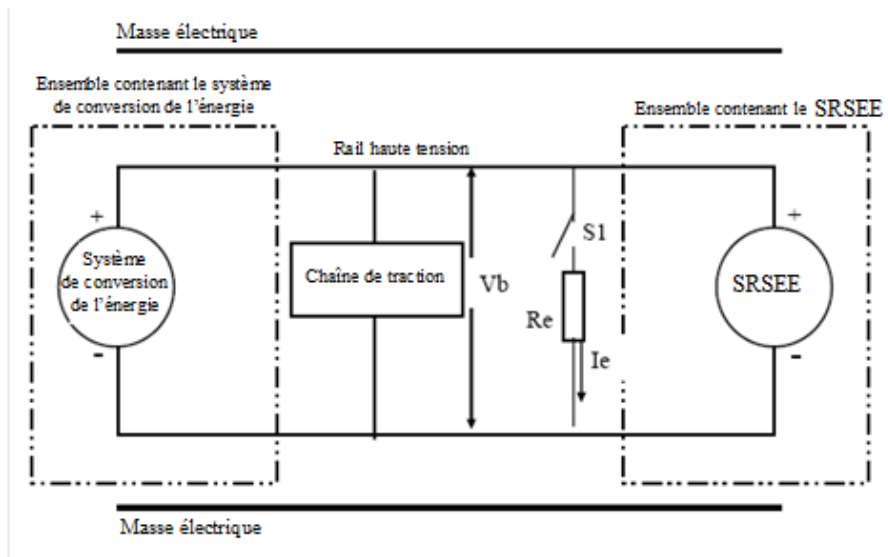 Masse électrique
Ensemble contenant le système
de conversion de l'énergie
Ensemble contenant le SRSEE
Rail haute tension
+
+
S1
Système
de conversion
de l'énergie
Chaîne de traction
Vb
SRSEE
Re
-
-
Ie
Masse électrique